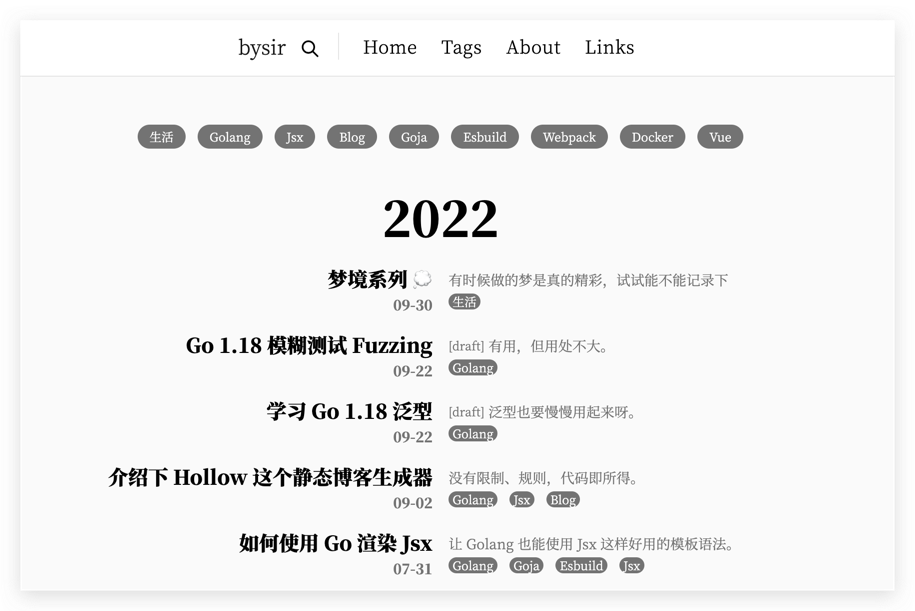 bysir Home Tags About Links
生活 Golang Jsx Blog Goja Esbuild Webpack Docker Vue
2022
梦境系列 💭
有时候做的梦是真的精彩，试试能不能记录下
09-30
生活
Go 1.18 模糊测试 Fuzzing
[draft] 有用，但用处不大。
09-22
Golang
学习 Go 1.18 泛型
[draft] 泛型也要慢慢用起来呀。
09-22
Golang
介绍下 Hollow 这个静态博客生成器
没有限制、规则，代码即所得。
09-02
Golang Jsx Blog
如何使用 Go 渲染 Jsx
让 Golang 也能使用 Jsx 这样好用的模板语法。
07-31
Golang Goja Esbuild Jsx